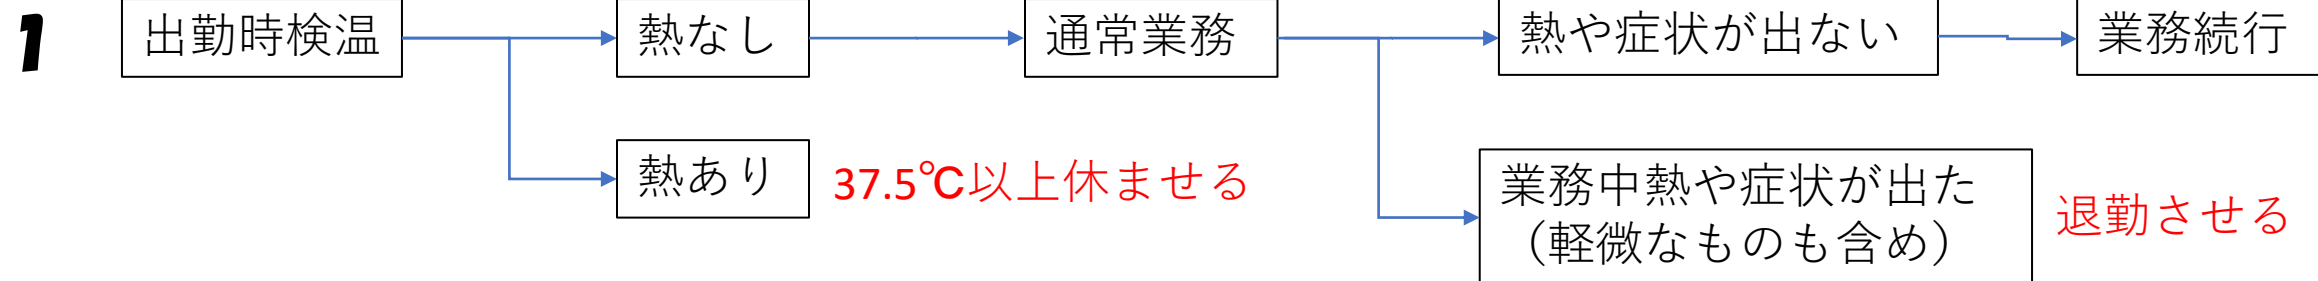 1
出勤時検温
熱なし
通常業務
熱や症状が出ない
業務続行
熱あり
37.5℃以上休ませる
業務中熱や症状が出た
（軽微なものも含め）
退勤させる